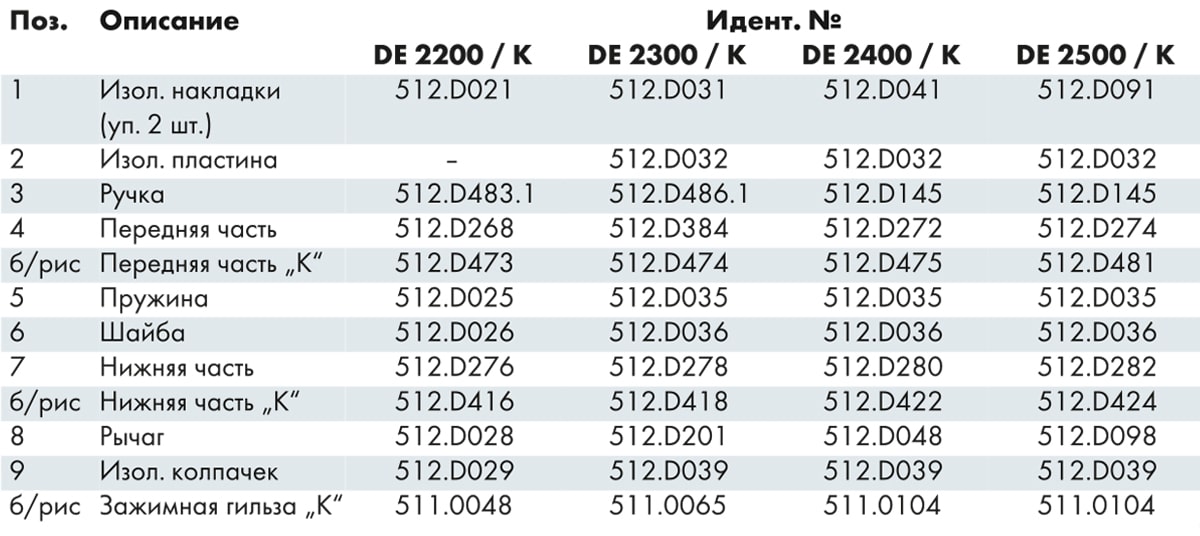 Поз. Описание Идент. №
DE 2200 / K DE 2300 / K DE 2400 / K DE 2500 / K
1 Изол. накладки 512.D021 512.D031 512.D041 512.D091
(уп. 2 шт.)
2 Изол. пластина – 512.D032 512.D032 512.D032
3 Ручка 512.D483.1 512.D486.1 512.D145 512.D145
4 Передняя часть 512.D268 512.D384 512.D272 512.D274
б/рис Передняя часть „K“ 512.D473 512.D474 512.D475 512.D481
5 Пружина 512.D025 512.D035 512.D035 512.D035
6 Шайба 512.D026 512.D036 512.D036 512.D036
7 Нижняя часть 512.D276 512.D278 512.D280 512.D282
б/рис Нижняя часть „K“ 512.D416 512.D418 512.D422 512.D424
8 Рычаг 512.D028 512.D201 512.D048 512.D098
9 Изол. колпачек 512.D029 512.D039 512.D039 512.D039
б/рис Зажимная гильза „K“ 511.0048 511.0065 511.0104 511.0104